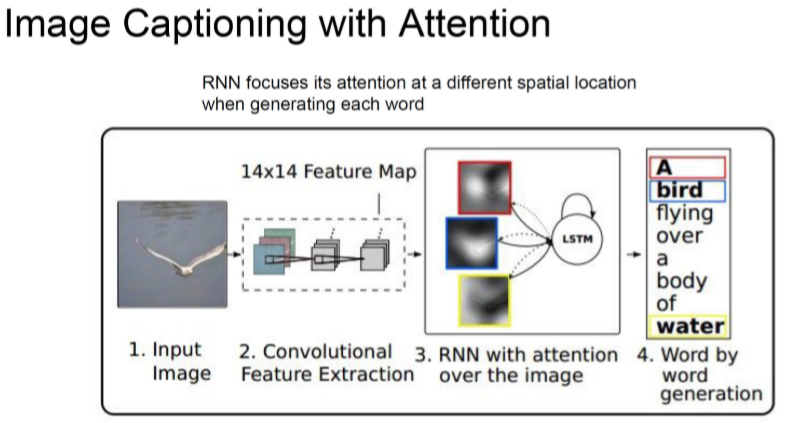 Image Captioning with Attention
RNN focuses its attention at a different spatial location
when generating each word
14x14 Feature Map
LSTM
A
bird
flying
over
a
body
of
water
1. Input
Image
2. Convolutional
Feature Extraction
3. RNN with attention
over the image
4. Word by
word
generation